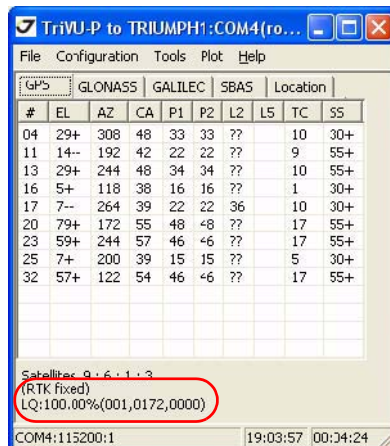 TriVU-P to TRIUMPH1:COM4(ro...
File Configuration Tools Plot Help
GPS GLONASS GALILEC SBAS Location
# EL AZ CA P1 P2 L2 L5 TC SS
04 29+ 308 48 33 33 ?? 10 30+
11 14-- 192 42 22 22 ?? 9 55+
13 29+ 244 48 34 34 ?? 10 55+
16 5+ 118 38 16 16 ?? 1 30+
17 7-- 264 39 22 22 36 10 30+
20 79+ 172 55 48 48 ?? 17 55+
23 59+ 244 57 46 46 ?? 17 55+
25 7+ 200 39 15 15 ?? 5 30+
32 57+ 122 54 46 46 ?? 17 55+
Satellites 9 : 6 : 1 : 3
(RTK fixed)
LQ:100.00%(001,0172,0000)
COM4:115200:1 19:03:57 00:04:24